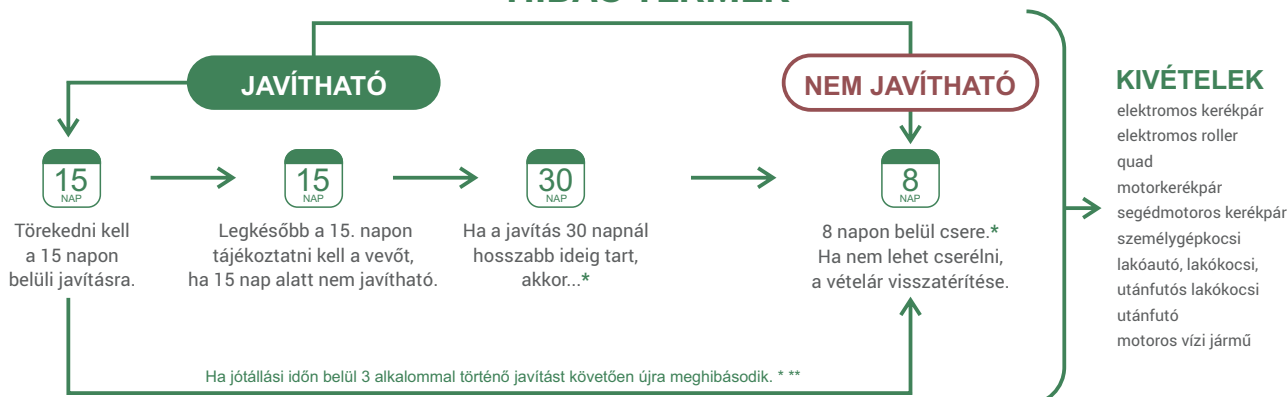 HIBÁS TERMÉK
JAVÍTHATÓ
NEM JAVÍTHATÓ
15
NAP
Törekedni kell
a 15 napon
belüli javításra.
15
NAP
Legkésőbb a 15. napon
tájékoztatni kell a vevőt,
ha 15 nap alatt nem javítható.
30
NAP
Ha a javítás 30 napnál
hosszabb ideig tart,
akkor...*
8
NAP
8 napon belül csere.*
Ha nem lehet cserélni,
a vételár visszatérítése.
Ha jótállási időn belül 3 alkalommal történő javítást követően újra meghibásodik. * **
KIVÉTELEK
elektromos kerékpár
elektromos roller
quad
motorkerékpár
segédmotoros kerékpár
személygépkocsi
lakóautó, lakókocsi,
utánfutós lakókocsi
utánfutó
motoros vízi jármű